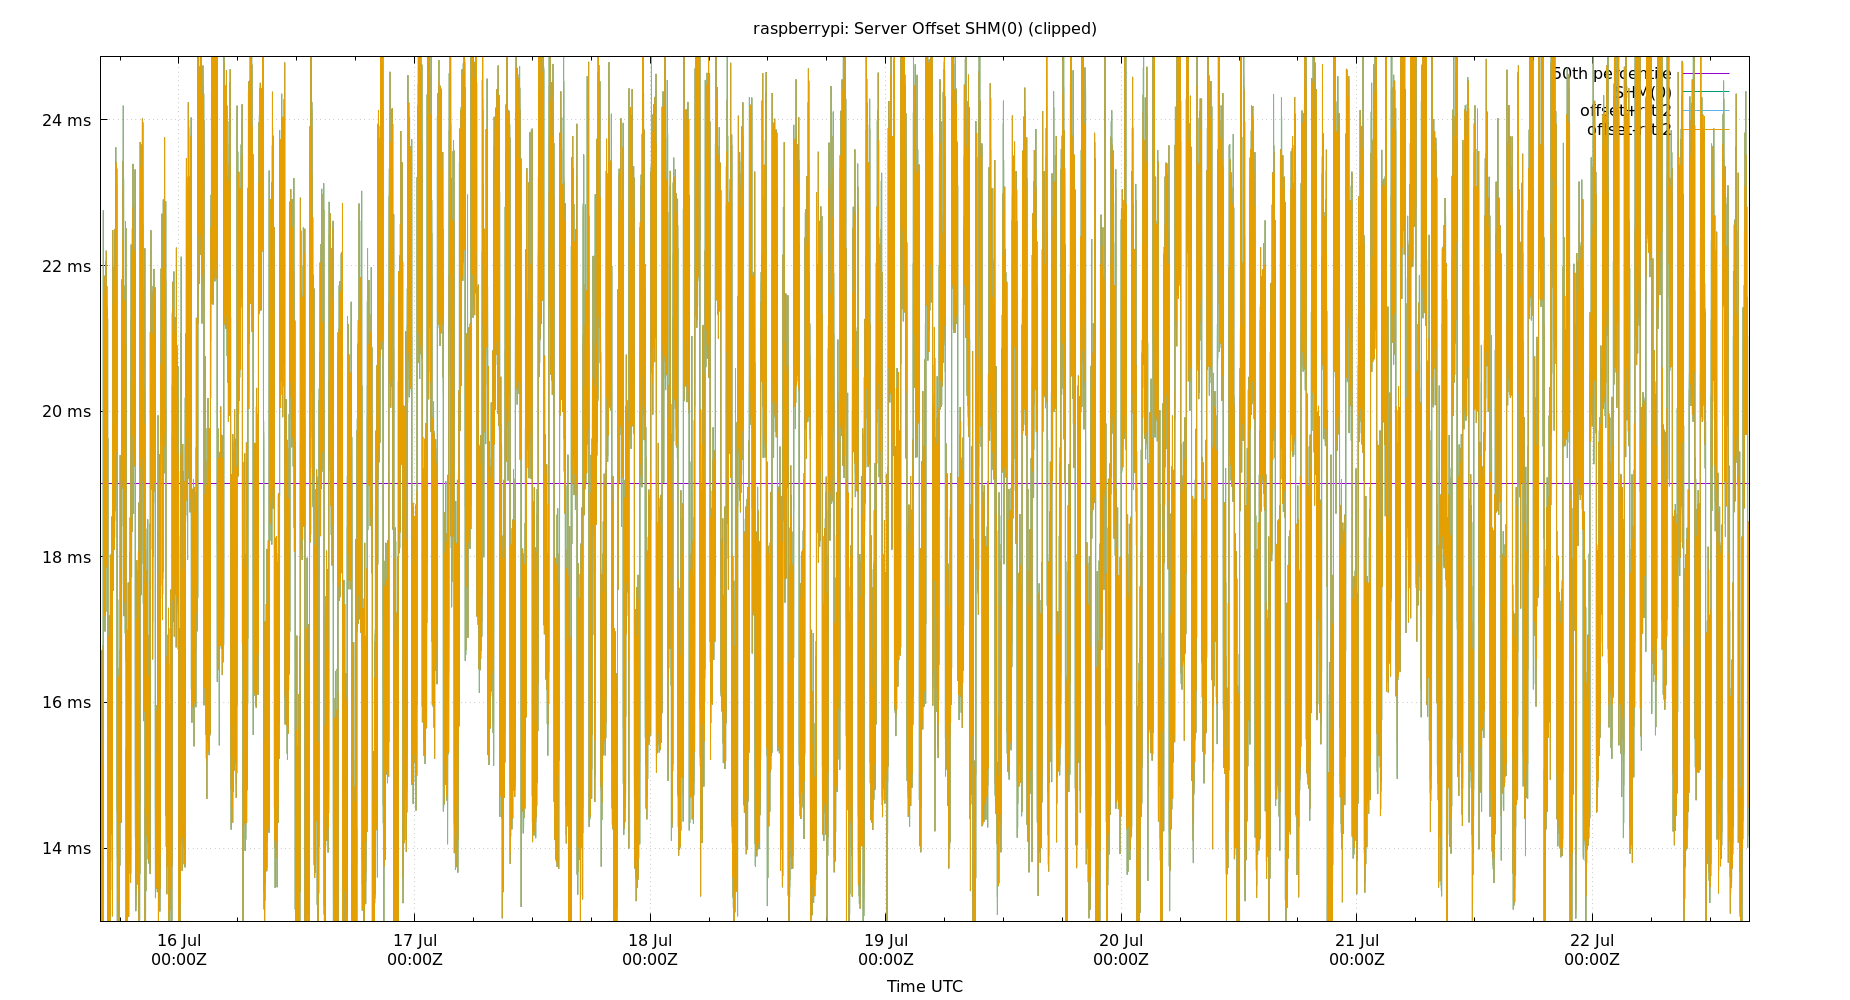 raspberrypi: Server Offset SHM(0) (clipped)
50th percentile
SHM(0)
offset+rtt/2
offset-rtt/2
24 ms
22 ms
20 ms
18 ms
16 ms
14 ms
16 Jul
00:00Z
17 Jul
00:00Z
18 Jul
00:00Z
19 Jul
00:00Z
20 Jul
00:00Z
21 Jul
00:00Z
22 Jul
00:00Z
Time UTC